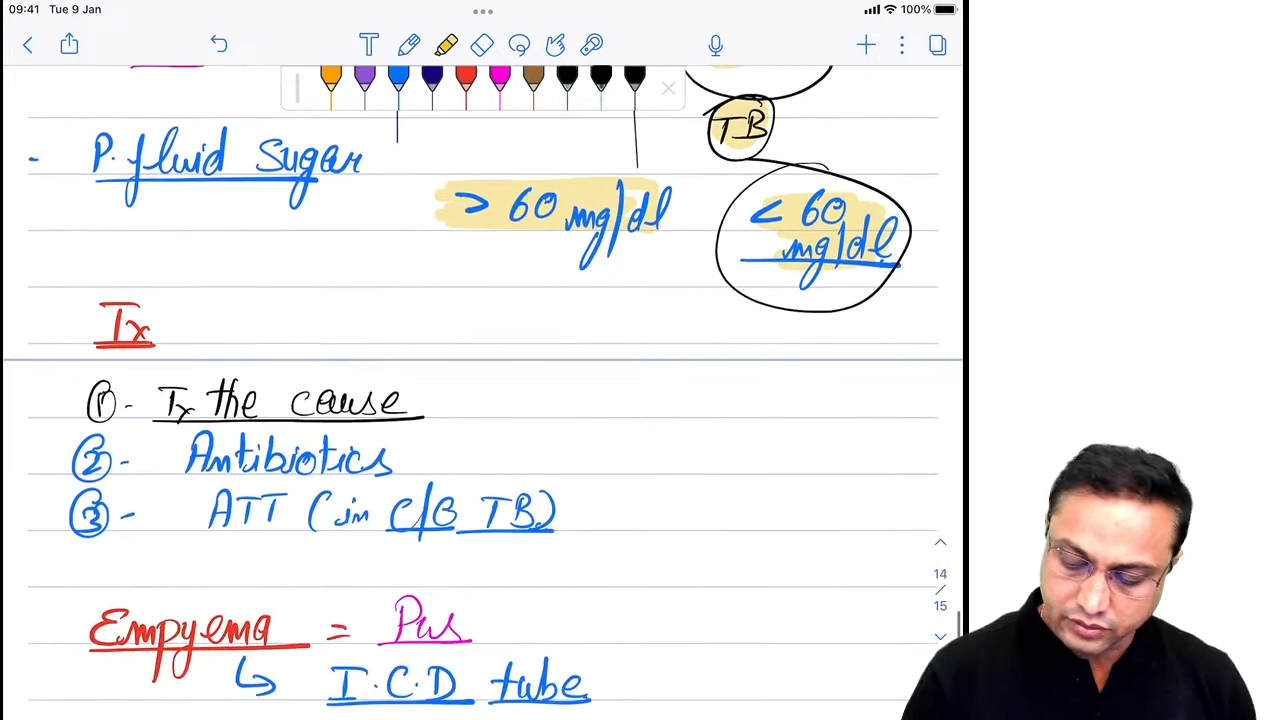 09:41 Tue 9 Jan
100%
TB
- P. fluid Sugar
> 60 mg/dl
< 60 mg/dl
Tx
① - Tx the cause
② - Antibiotics
③ - ATT (in C/O TB)
14
/
15
Empyema = Pus
↳ I.C.D tube